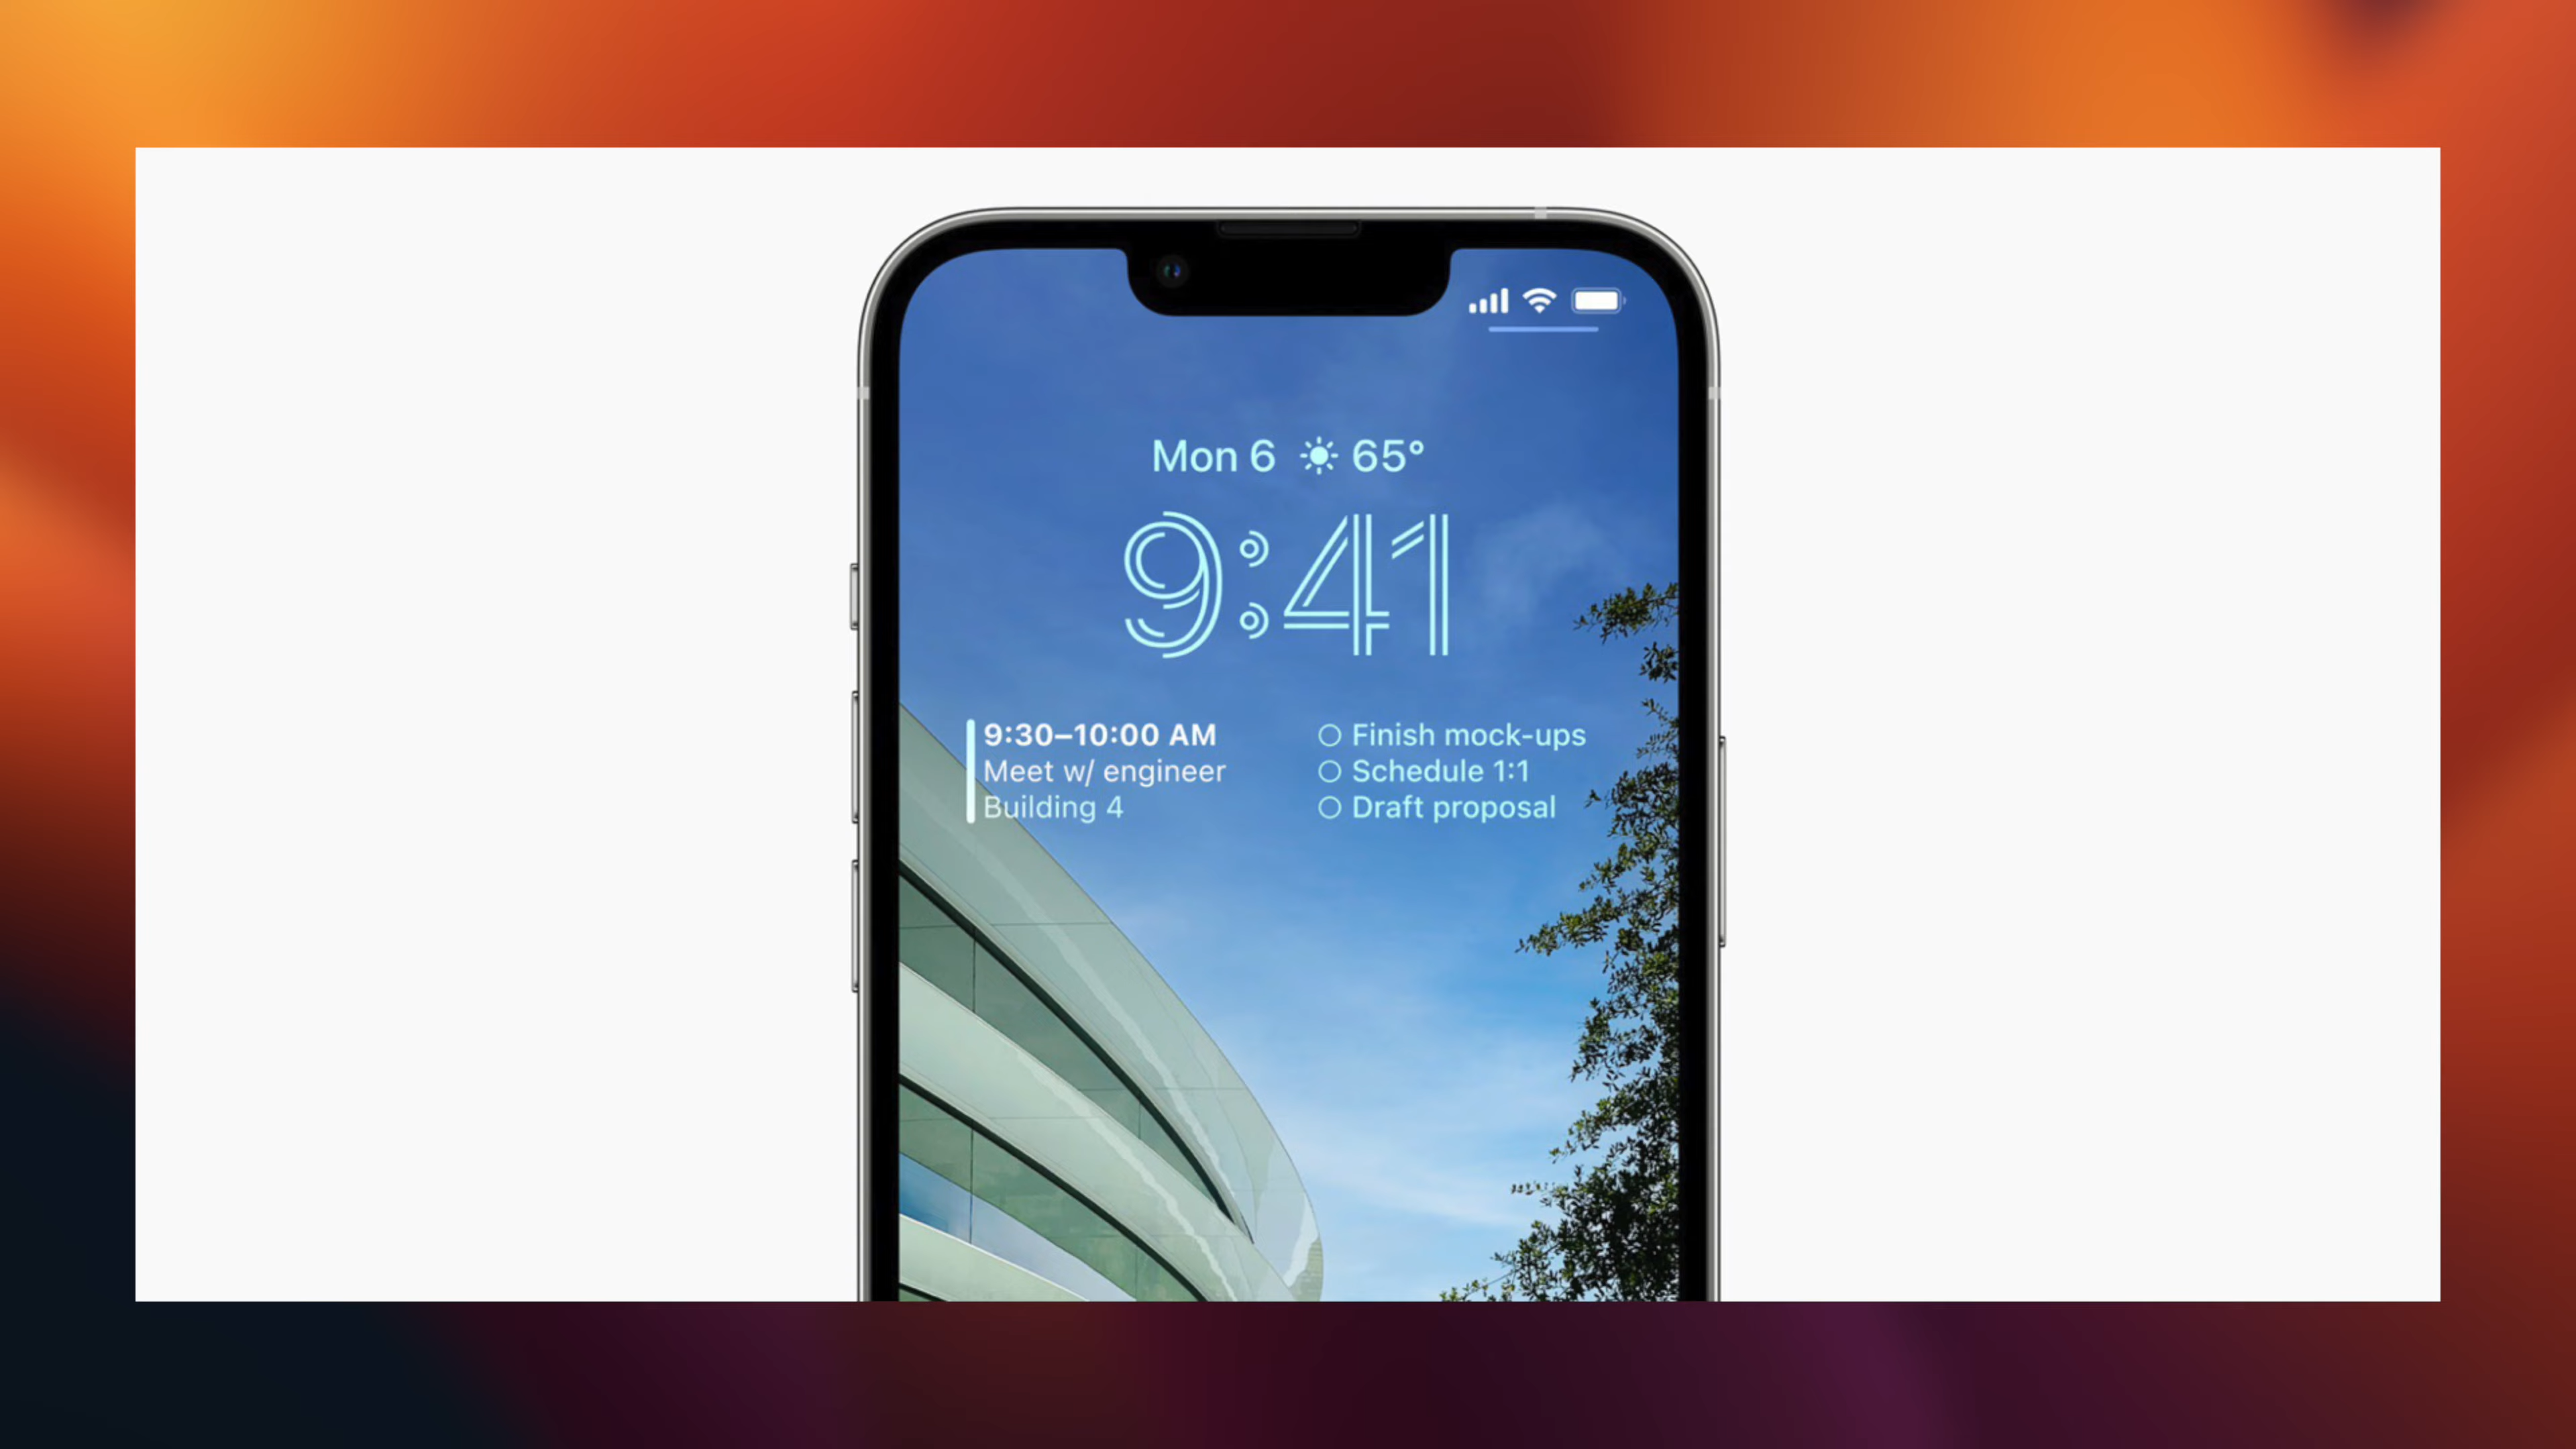 Mon 6 65°
9:41
9:30–10:00 AM
Meet w/ engineer
Building 4
Finish mock-ups
Schedule 1:1
Draft proposal